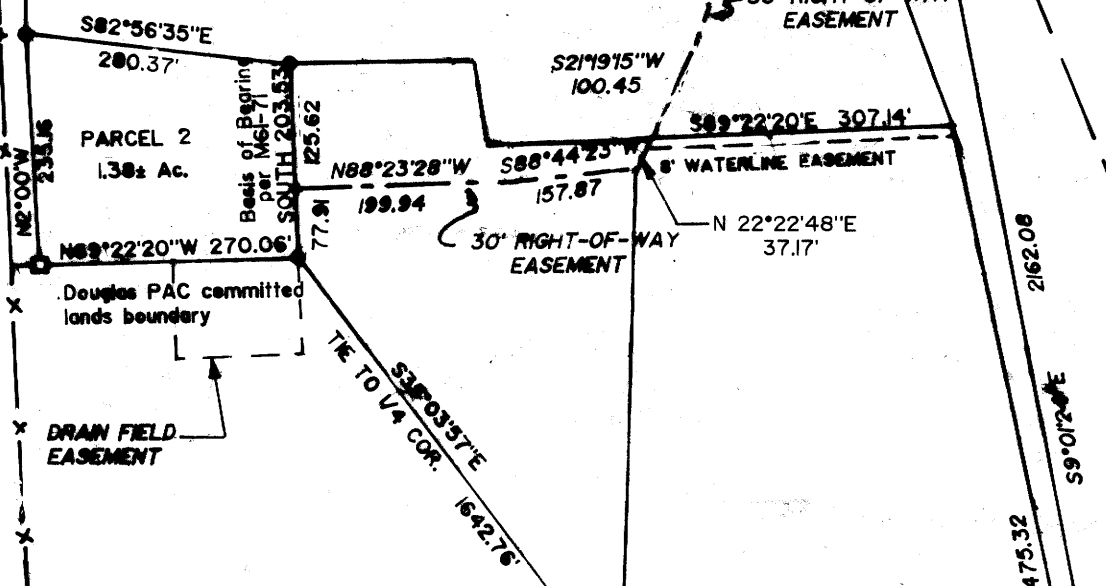 EASEMENT
S82°56'35"E
280.37'
S21°19'15"W
100.45
Basis of Bearing
per M61-71
SOUTH 203.53
125.62
S89°22'20"E 307.14'
PARCEL 2
1.38± Ac.
N2°00'W
235.16
N88°23'28"W
199.94
S88°44'23"W
157.87
8' WATERLINE EASEMENT
N 22°22'48"E
37.17'
77.91
30' RIGHT-OF-WAY
EASEMENT
N89°22'20"W 270.06'
Douglas PAC committed
lands boundary
2162.08
TIE TO 1/4 COR.
03'57"E
1642.76'
DRAIN FIELD
EASEMENT
475.32